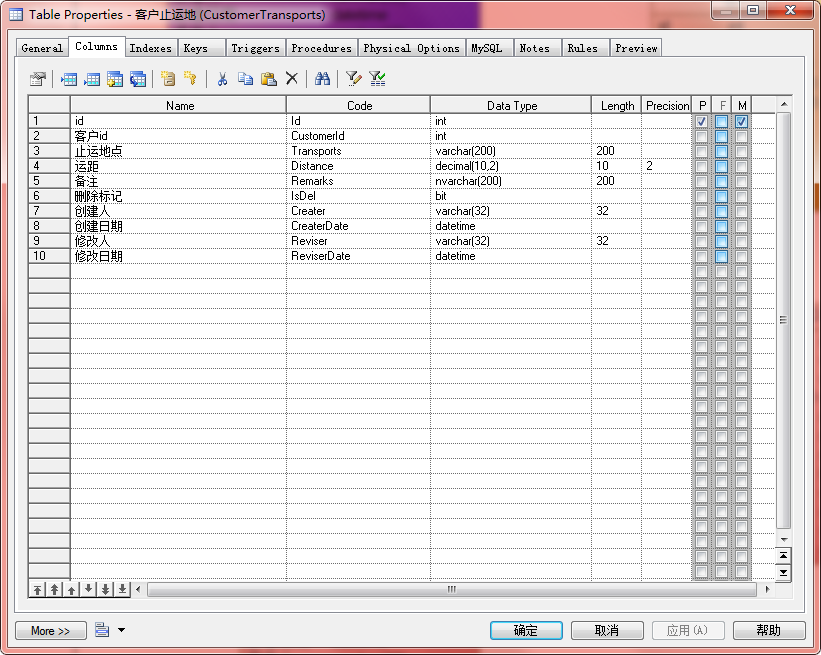 Table Properties - 客户止运地 (CustomerTransports)
General Columns Indexes Keys Triggers Procedures Physical Options MySQL Notes Rules Preview
Name Code Data Type Length Precision P F M
1 id Id int
2 客户id CustomerId int
3 止运地点 Transports varchar(200) 200
4 运距 Distance decimal(10,2) 10 2
5 备注 Remarks nvarchar(200) 200
6 删除标记 IsDel bit
7 创建人 Creater varchar(32) 32
8 创建日期 CreaterDate datetime
9 修改人 Reviser varchar(32) 32
10 修改日期 ReviserDate datetime
More >> 确定 取消 应用(A) 帮助